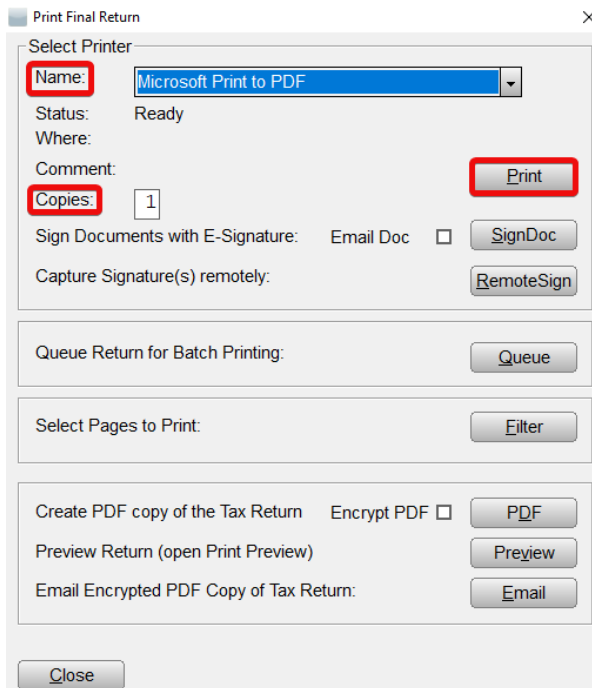 Print Final Return
Select Printer
Name: Microsoft Print to PDF
Status: Ready
Where:
Comment:
Print
Copies: 1
Sign Documents with E-Signature: Email Doc SignDoc
Capture Signature(s) remotely: RemoteSign
Queue Return for Batch Printing: Queue
Select Pages to Print: Filter
Create PDF copy of the Tax Return Encrypt PDF PDF
Preview Return (open Print Preview) Preview
Email Encrypted PDF Copy of Tax Return: Email
Close